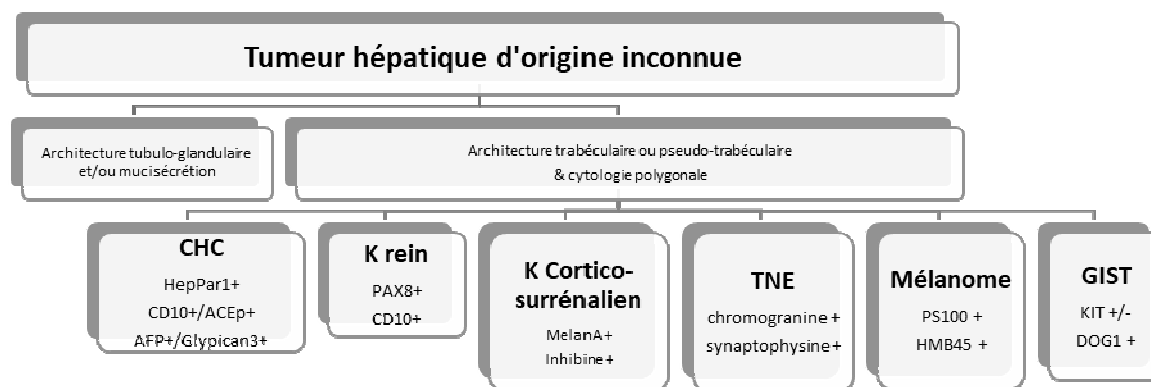 Tumeur hépatique d'origine inconnue
Architecture tubulo-glandulaire
et/ou mucisécrétion
Architecture trabéculaire ou pseudo-trabéculaire
& cytologie polygonale
CHC
HepPar1+
CD10+/ACEp+
AFP+/Glypican3+
K rein
PAX8+
CD10+
K Cortico-
surrénalien
MelanA+
Inhibine+
TNE
chromogranine +
synaptophysine+
Mélanome
PS100 +
HMB45 +
GIST
KIT +/-
DOG1 +